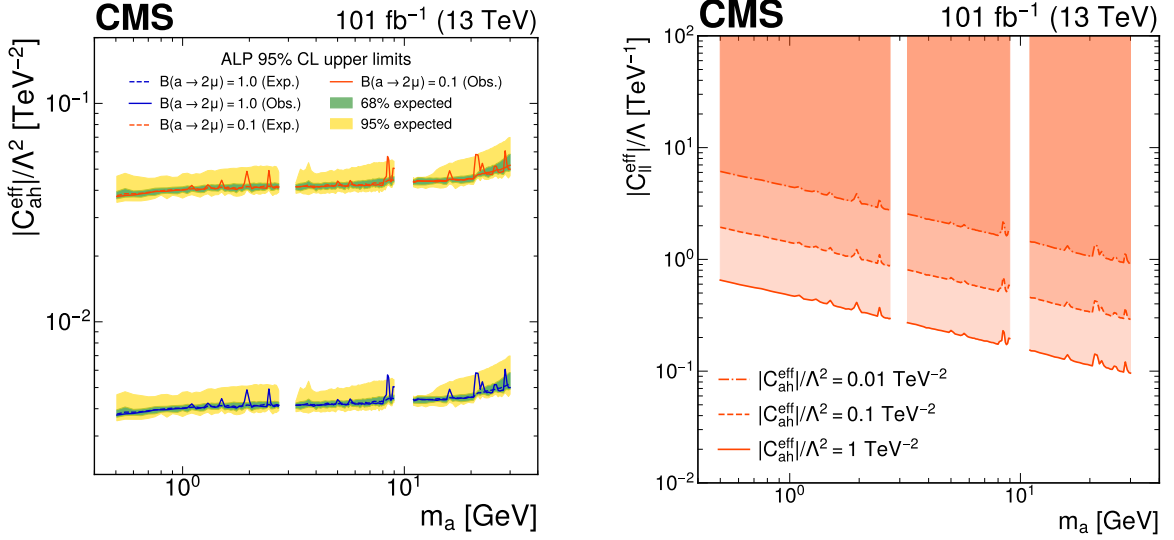 CMS 101 fb⁻¹ (13 TeV)
ALP 95% CL upper limits
B(a → 2μ) = 1.0 (Exp.)
B(a → 2μ) = 1.0 (Obs.)
B(a → 2μ) = 0.1 (Exp.)
B(a → 2μ) = 0.1 (Obs.)
68% expected
95% expected
|C_ah^eff|/Λ² [TeV⁻²]
10⁻¹
10⁻²
10⁰ 10¹
m_a [GeV]
CMS 101 fb⁻¹ (13 TeV)
|C_ll^eff|/Λ [TeV⁻¹]
10²
10¹
10⁰
10⁻¹
10⁻²
|C_ah^eff|/Λ² = 0.01 TeV⁻²
|C_ah^eff|/Λ² = 0.1 TeV⁻²
|C_ah^eff|/Λ² = 1 TeV⁻²
10⁰ 10¹
m_a [GeV]